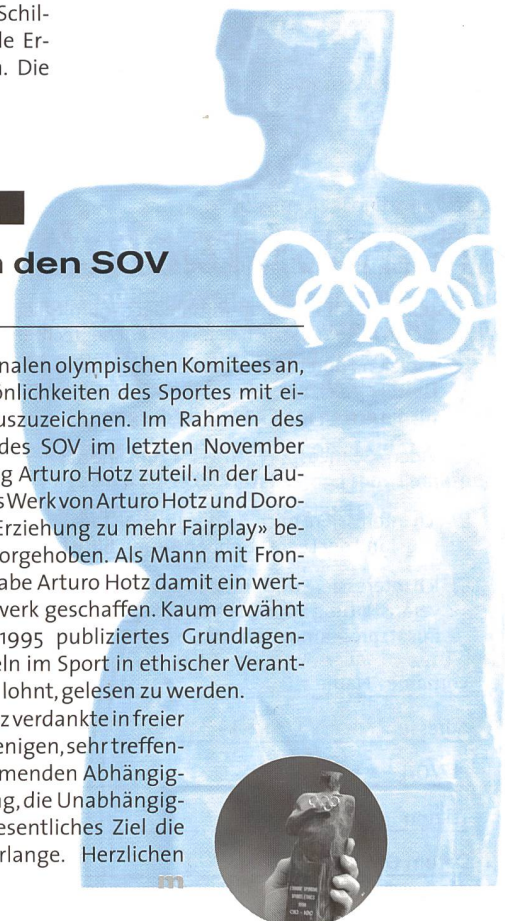 Schil-
de Er-
. Die
den SOV
nalen olympischen Komitees an,
önlichkeiten des Sportes mit ei-
uszuzeichnen. Im Rahmen des
des SOV im letzten November
g Arturo Hotz zuteil. In der Lau-
s Werk von Arturo Hotz und Doro-
Erziehung zu mehr Fairplay» be-
orgehoben. Als Mann mit Fron-
abe Arturo Hotz damit ein wert-
werk geschaffen. Kaum erwähnt
1995 publiziertes Grundlagen-
eln im Sport in ethischer Verant-
lohnt, gelesen zu werden.
z verdankte in freier
enigen, sehr treffen-
menden Abhängig-
ng, die Unabhängig-
esentliches Ziel die
rlange. Herzlichen
m